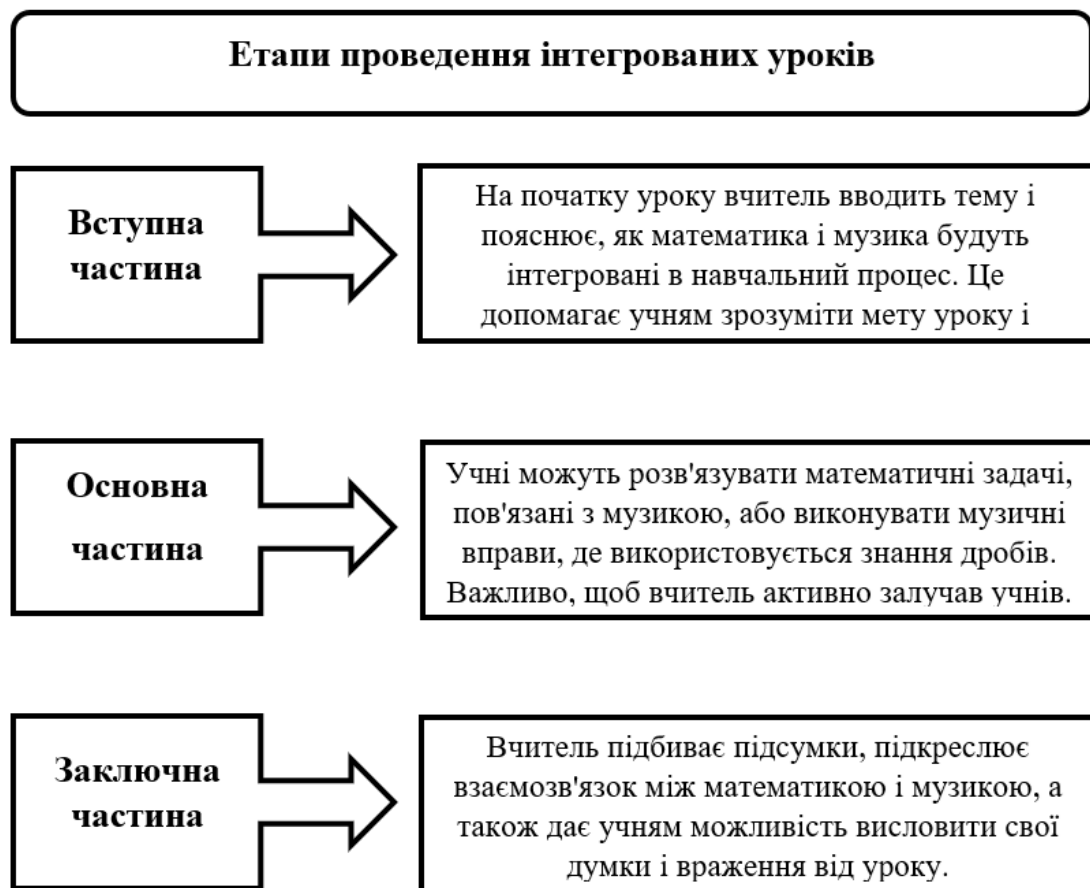 Етапи проведення інтегрованих уроків
Вступна
частина
На початку уроку вчитель вводить тему і
пояснює, як математика і музика будуть
інтегровані в навчальний процес. Це
допомагає учням зрозуміти мету уроку і
Основна
частина
Учні можуть розв'язувати математичні задачі,
пов'язані з музикою, або виконувати музичні
вправи, де використовується знання дробів.
Важливо, щоб вчитель активно залучав учнів.
Заключна
частина
Вчитель підбиває підсумки, підкреслює
взаємозв'язок між математикою і музикою, а
також дає учням можливість висловити свої
думки і враження від уроку.